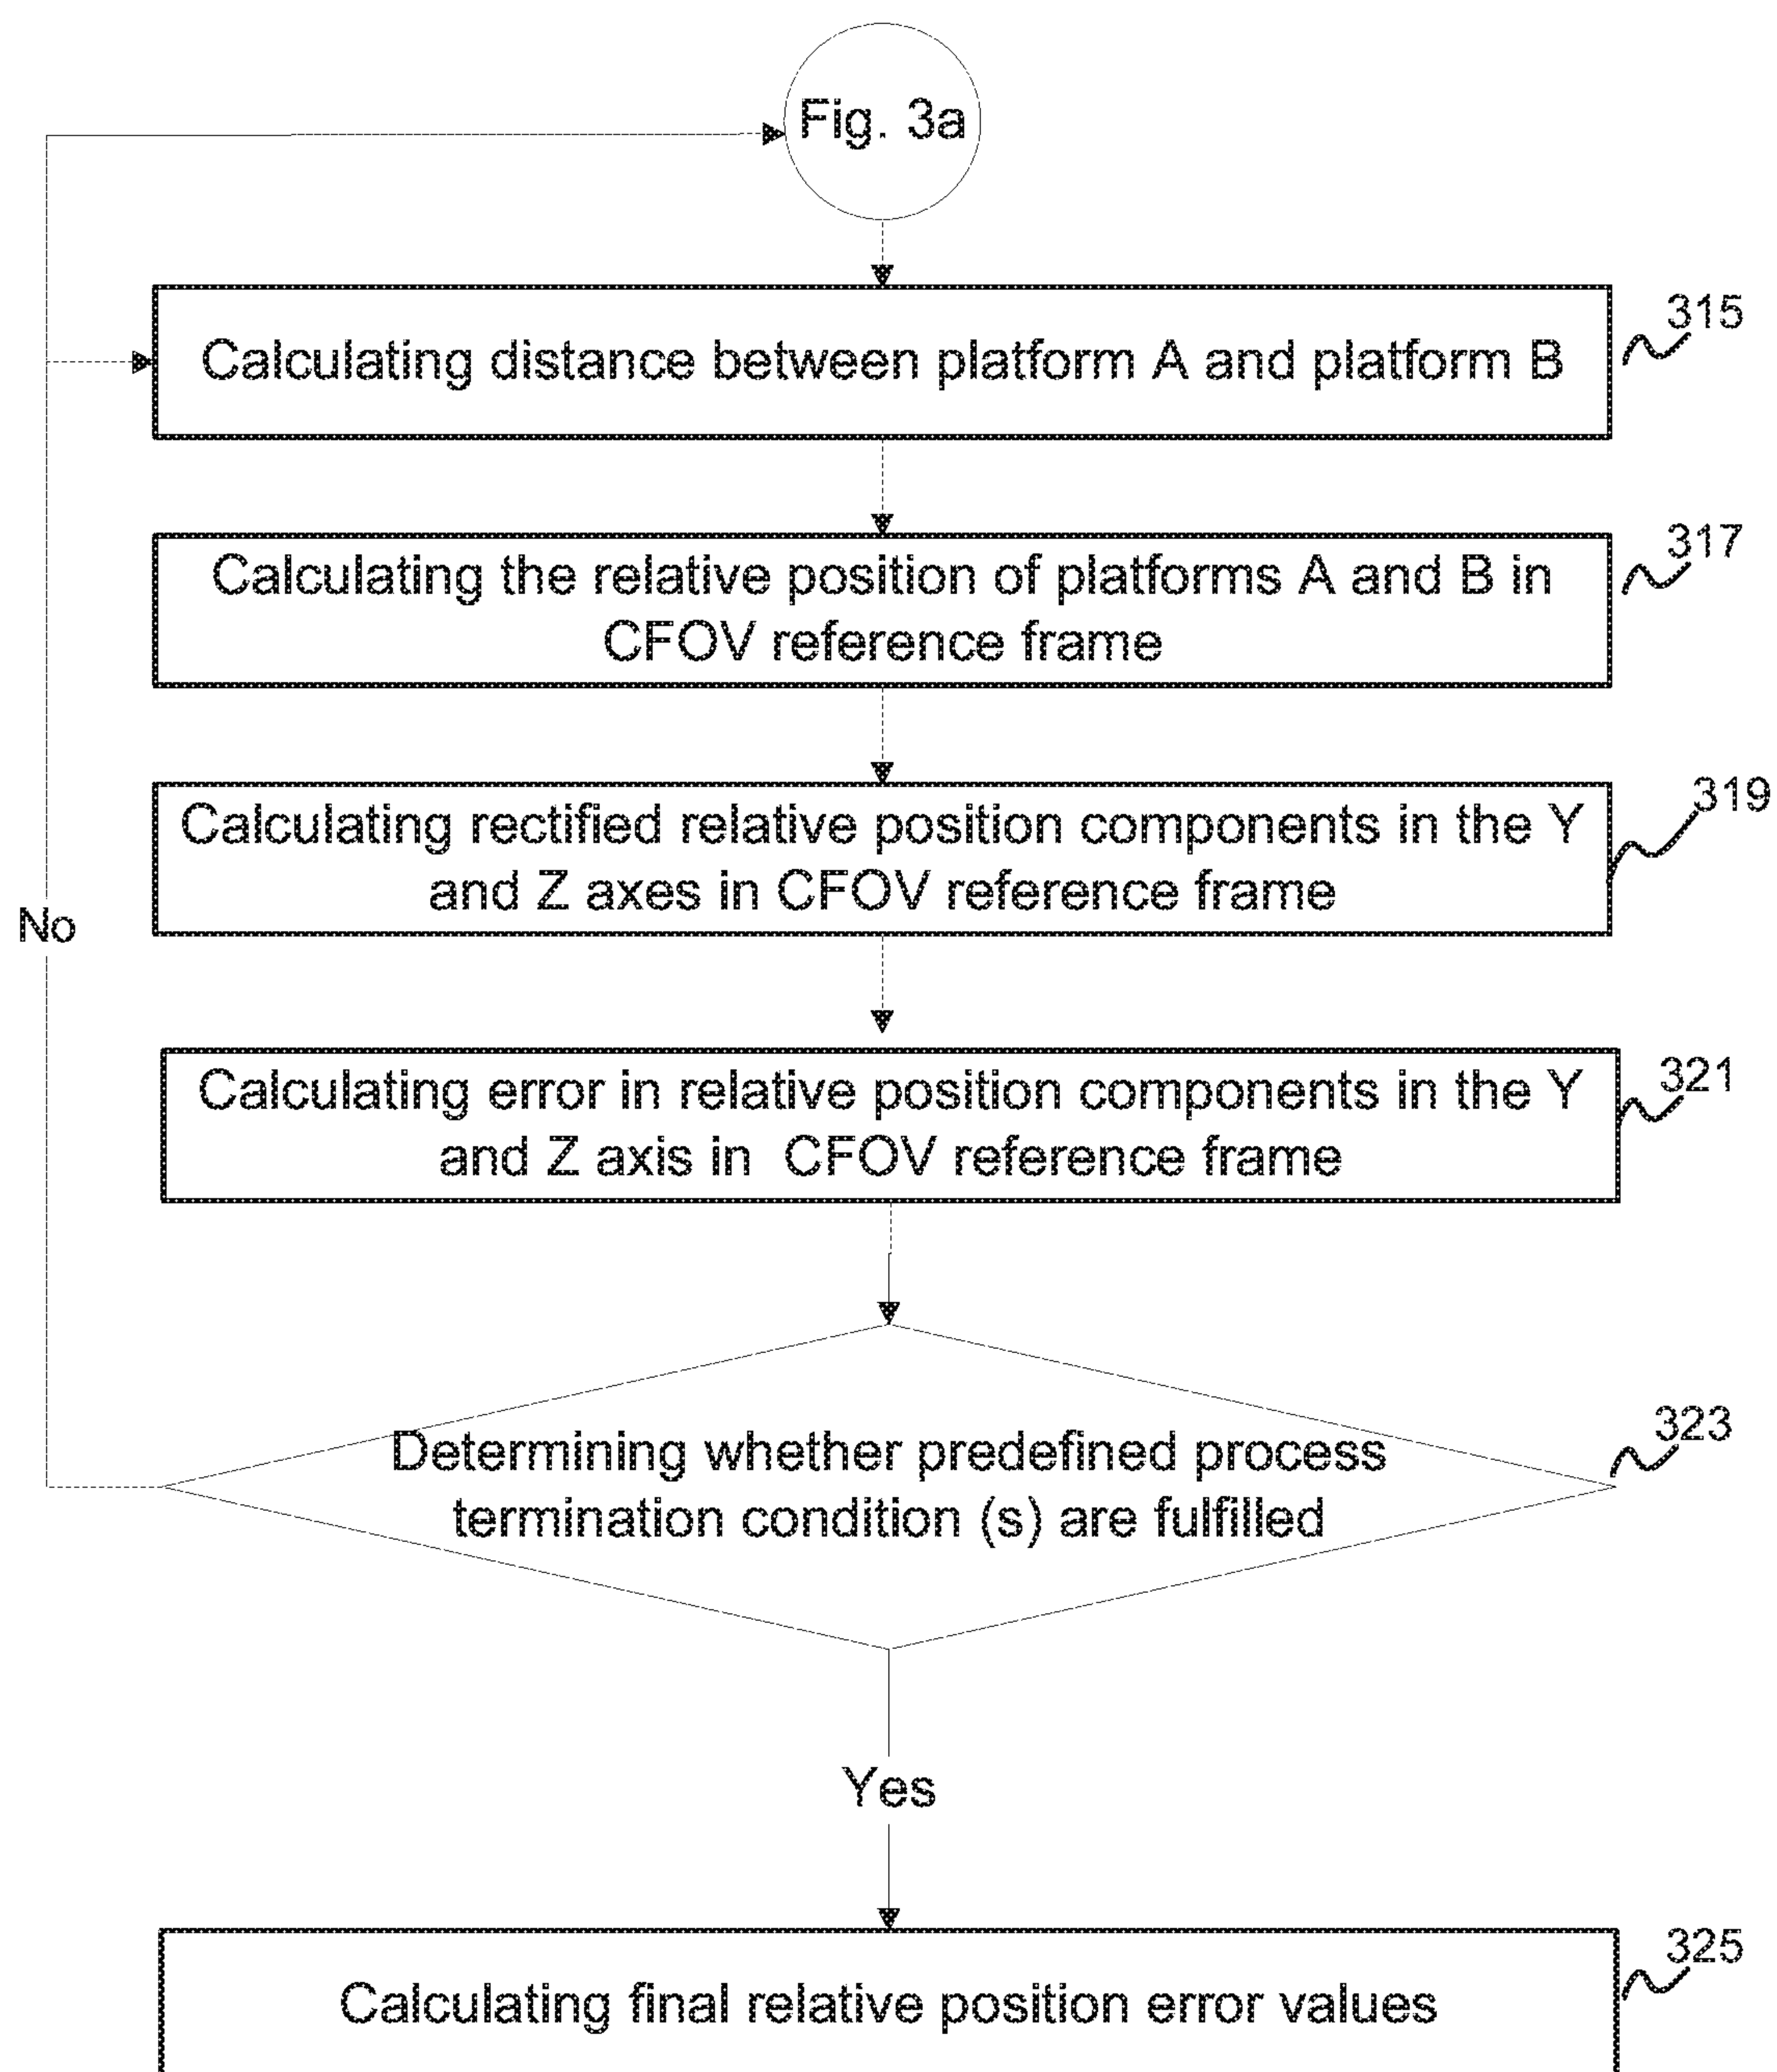 Fig. 3a
Calculating distance between platform A and platform B
315
Calculating the relative position of platforms A and B in
CFOV reference frame
317
Calculating rectified relative position components in the Y
and Z axes in CFOV reference frame
319
No
Calculating error in relative position components in the Y
and Z axis in CFOV reference frame
321
Determining whether predefined process
termination condition (s) are fulfilled
323
Yes
Calculating final relative position error values
325